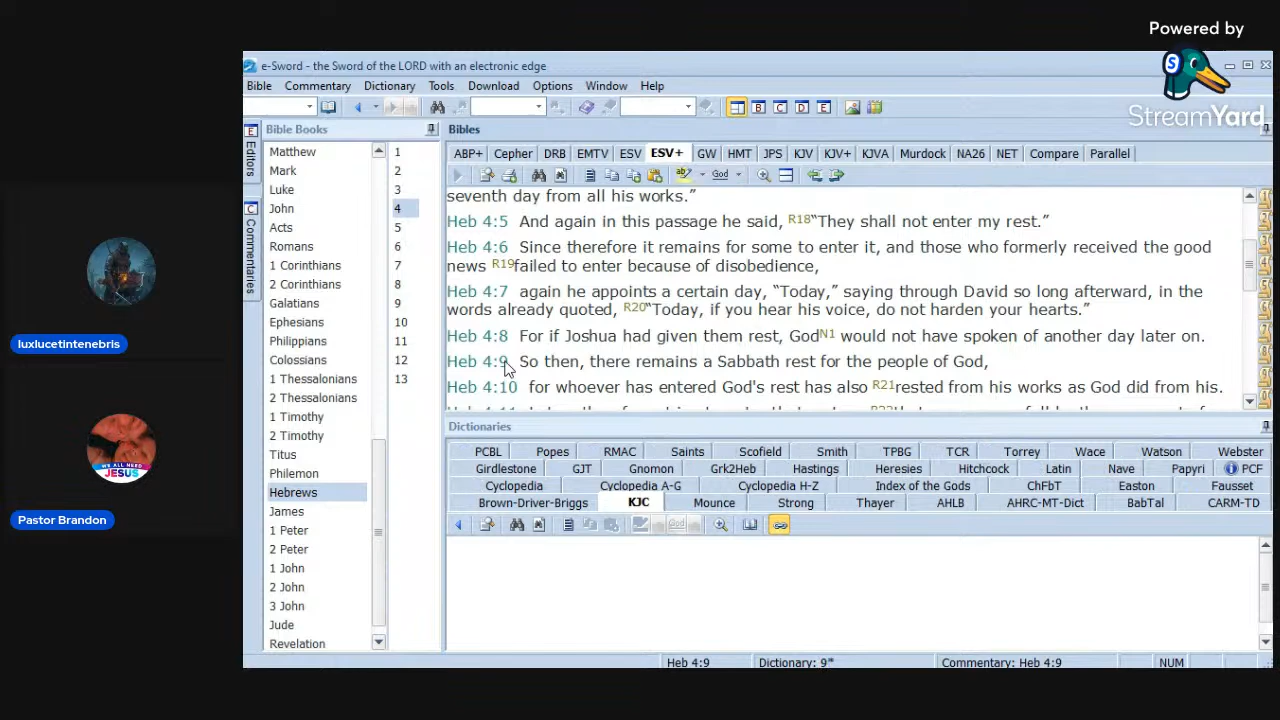 Powered by
StreamYard
e-Sword - the Sword of the LORD with an electronic edge
Bible Commentary Dictionary Tools Download Options Window Help
B C D E
Bible Books
Bibles
Editors
Commentaries
Matthew
Mark
Luke
John
Acts
Romans
1 Corinthians
2 Corinthians
Galatians
Ephesians
Philippians
Colossians
1 Thessalonians
2 Thessalonians
1 Timothy
2 Timothy
Titus
Philemon
Hebrews
James
1 Peter
2 Peter
1 John
2 John
3 John
Jude
Revelation
1
2
3
4
5
6
7
8
9
10
11
12
13
ABP+ Cepher DRB EMTV ESV ESV+ GW HMT JPS KJV KJV+ KJVA Murdock NA26 NET Compare Parallel
seventh day from all his works.”
Heb 4:5 And again in this passage he said, R18“They shall not enter my rest.”
Heb 4:6 Since therefore it remains for some to enter it, and those who formerly received the good
news R19failed to enter because of disobedience,
Heb 4:7 again he appoints a certain day, “Today,” saying through David so long afterward, in the
words already quoted, R20“Today, if you hear his voice, do not harden your hearts.”
Heb 4:8 For if Joshua had given them rest, GodN1 would not have spoken of another day later on.
Heb 4:9 So then, there remains a Sabbath rest for the people of God,
Heb 4:10 for whoever has entered God's rest has also R21rested from his works as God did from his.
Dictionaries
PCBL Popes RMAC Saints Scofield Smith TPBG TCR Torrey Wace Watson Webster
Girdlestone GJT Gnomon Grk2Heb Hastings Heresies Hitchcock Latin Nave Papyri PCF
Cyclopedia Cyclopedia A-G Cyclopedia H-Z Index of the Gods ChFbT Easton Fausset
Brown-Driver-Briggs KJC Mounce Strong Thayer AHLB AHRC-MT-Dict BabTal CARM-TD
Heb 4:9 Dictionary: 9* Commentary: Heb 4:9 NUM
luxlucetintenebris
WE ALL NEED
JESUS
Pastor Brandon